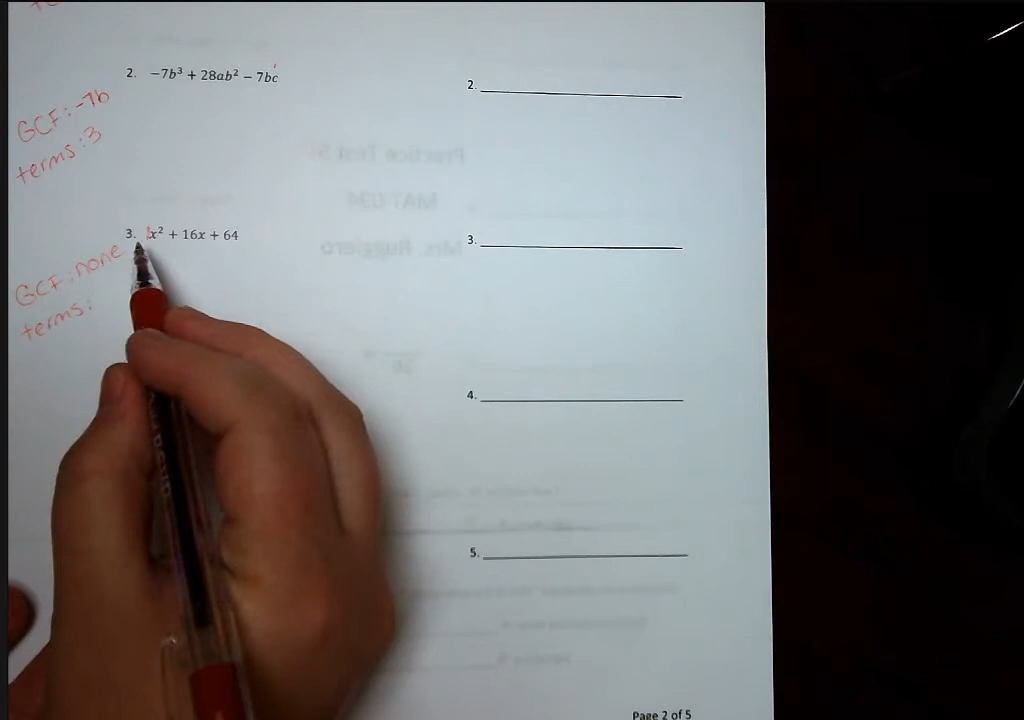 2. −7b³ + 28ab² − 7bc
2.
GCF: -7b
terms: 3
3. x² + 16x + 64
3.
GCF: none
terms:
4.
5.
Page 2 of 5